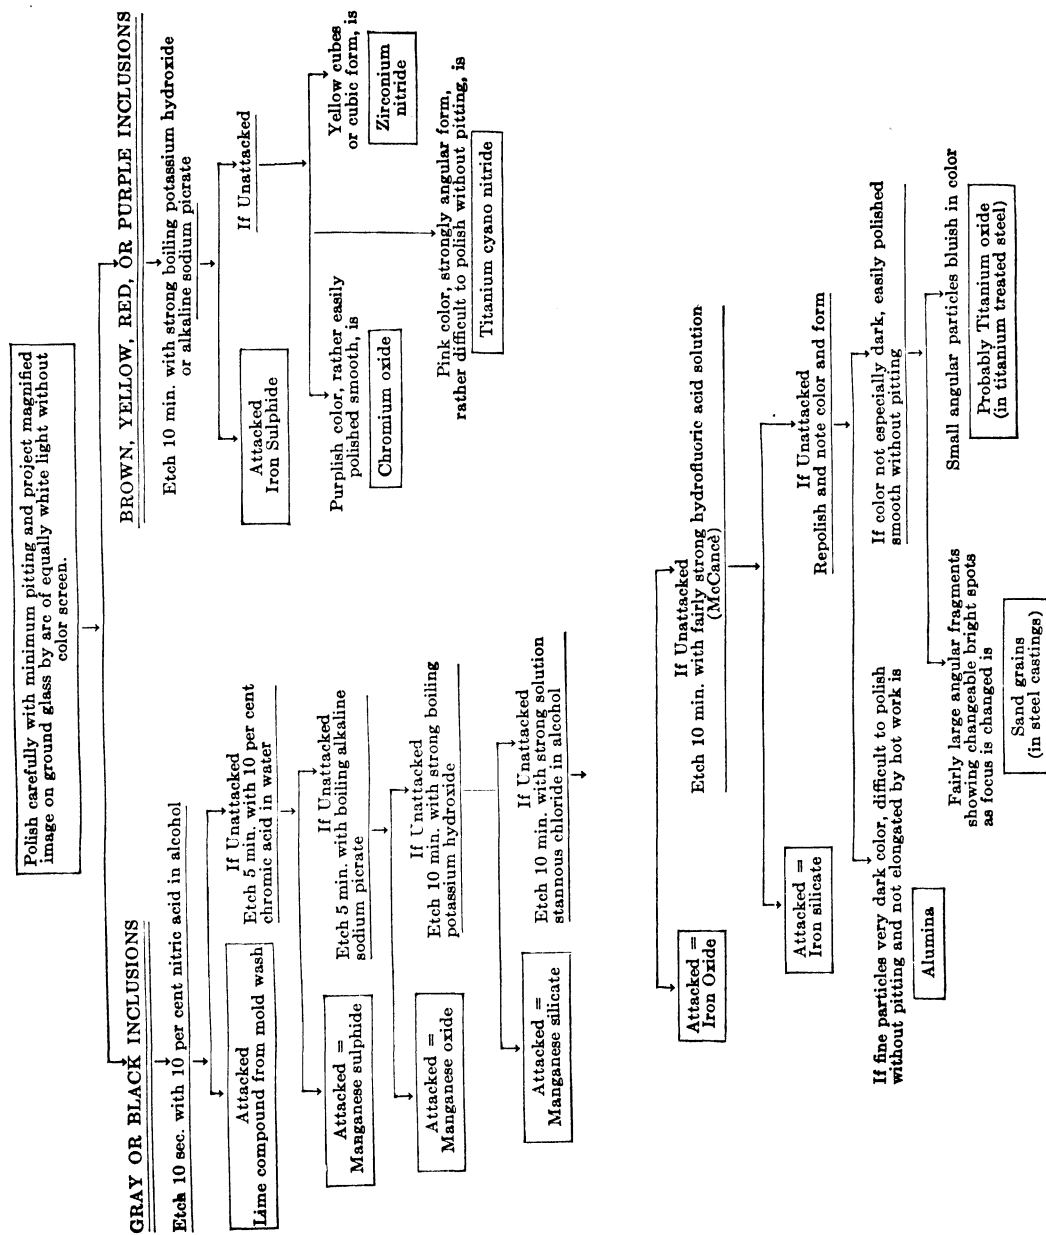 Polish carefully with minimum pitting and project magnified
image on ground glass by arc of equally white light without
color screen.
GRAY OR BLACK INCLUSIONS
Etch 10 sec. with 10 per cent nitric acid in alcohol
Attacked
Lime compound from mold wash
If Unattacked
Etch 5 min. with 10 per cent
chromic acid in water
Attacked =
Manganese sulphide
If Unattacked
Etch 5 min. with boiling alkaline
sodium picrate
Attacked =
Manganese oxide
If Unattacked
Etch 10 min. with strong boiling
potassium hydroxide
Attacked =
Manganese silicate
If Unattacked
Etch 10 min. with strong solution
stannous chloride in alcohol
BROWN, YELLOW, RED, OR PURPLE INCLUSIONS
Etch 10 min. with strong boiling potassium hydroxide
or alkaline sodium picrate
Attacked
Iron Sulphide
If Unattacked
Purplish color, rather easily
polished smooth, is
Chromium oxide
Yellow cubes
or cubic form, is
Zirconium
nitride
Pink color, strongly angular form,
rather difficult to polish without pitting, is
Titanium cyano nitride
Attacked =
Iron Oxide
If Unattacked
Etch 10 min. with fairly strong hydrofluoric acid solution
(McCance)
Attacked =
Iron silicate
If Unattacked
Repolish and note color and form
If fine particles very dark color, difficult to polish
without pitting and not elongated by hot work is
Alumina
If color not especially dark, easily polished
smooth without pitting
Fairly large angular fragments
showing changeable bright spots
as focus is changed is
Sand grains
(in steel castings)
Small angular particles bluish in color
Probably Titanium oxide
(in titanium treated steel)